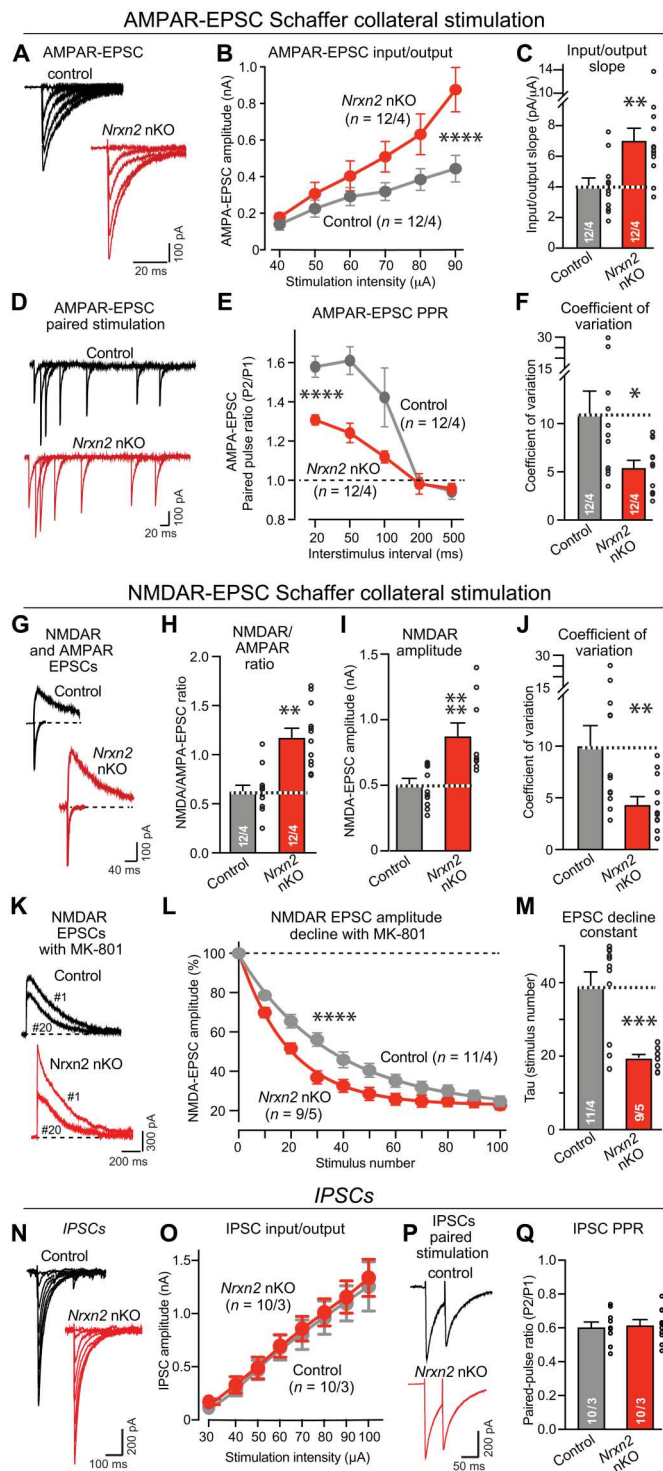 AMPAR-EPSC Schaffer collateral stimulation
A
AMPAR-EPSC
control
Nrxn2 nKO
100 pA
20 ms
B
AMPAR-EPSC input/output
AMPA-EPSC amplitude (nA)
1.0
0.8
0.6
0.4
0.2
0
Nrxn2 nKO
(n = 12/4)
****
Control (n = 12/4)
40 50 60 70 80 90
Stimulation intensity (µA)
C
Input/output
slope
Input/output slope (pA/µA)
14
10
8
6
4
2
0
**
12/4
12/4
Control
Nrxn2
nKO
D
AMPAR-EPSC
paired stimulation
Control
Nrxn2 nKO
100 pA
20 ms
E
AMPAR-EPSC PPR
AMPA-EPSC
Paired pulse ratio (P2/P1)
1.8
1.6
1.4
1.2
1.0
0.8
****
Control
(n = 12/4)
Nrxn2 nKO
(n = 12/4)
20 50 100 200 500
Interstimulus interval (ms)
F
Coefficient of
variation
Coefficient of variation
30
15
10
5
0
*
12/4
12/4
Control
Nrxn2
nKO
NMDAR-EPSC Schaffer collateral stimulation
G
NMDAR
and AMPAR
EPSCs
Control
Nrxn2
nKO
100 pA
40 ms
H
NMDAR/
AMPAR
ratio
NMDA/AMPA-EPSC ratio
2.0
1.5
1.0
0.5
0.0
**
12/4
12/4
Control
Nrxn2
nKO
I
NMDAR
amplitude
NMDA-EPSC amplitude (nA)
1.5
1.0
0.5
0
**
**
Control
Nrxn2
nKO
J
Coefficient of
variation
Coefficient of variation
30
15
10
5
0
**
Control
Nrxn2
nKO
K
NMDAR
EPSCs
with MK-801
Control
#1
#20
Nrxn2 nKO
#1
#20
300 pA
200 ms
L
NMDAR EPSC amplitude
decline with MK-801
NMDA-EPSC amplitude (%)
100
80
60
40
20
****
Control (n = 11/4)
Nrxn2 nKO
(n = 9/5)
0 20 40 60 80 100
Stimulus number
M
EPSC decline
constant
Tau (stimulus number)
50
40
30
20
10
0
***
11/4
9/5
Control
Nrxn2
nKO
IPSCs
N
IPSCs
Control
Nrxn2 nKO
200 pA
100 ms
O
IPSC input/output
IPSC amplitude (nA)
1.5
1.0
0.5
0
Nrxn2 nKO
(n = 10/3)
Control
(n = 10/3)
30 40 50 60 70 80 90 100
Stimulation intensity (µA)
P
IPSCs
paired
stimulation
control
Nrxn2 nKO
200 pA
50 ms
Q
IPSC PPR
Paired-pulse ratio (P2/P1)
1.0
0.8
0.6
0.4
0.2
0.0
10/3
10/3
Control
Nrxn2
nKO